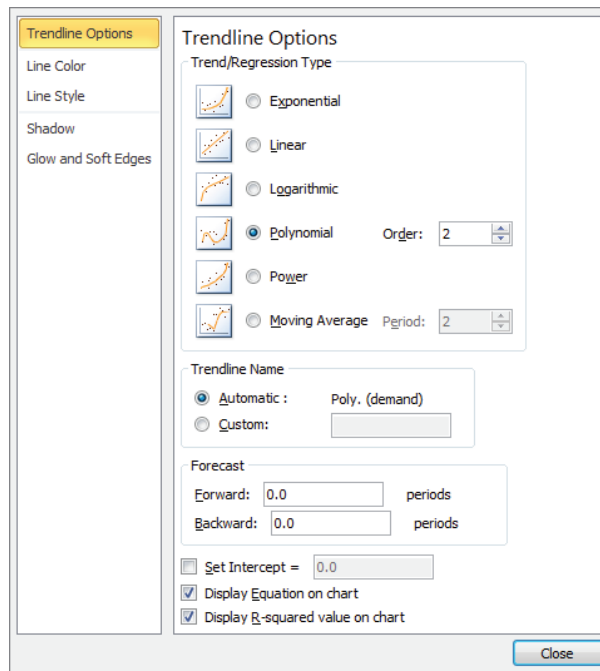 Trendline Options
Line Color
Line Style
Shadow
Glow and Soft Edges
Trendline Options
Trend/Regression Type
Exponential
Linear
Logarithmic
Polynomial Order: 2
Power
Moving Average Period: 2
Trendline Name
Automatic : Poly. (demand)
Custom:
Forecast
Forward: 0.0 periods
Backward: 0.0 periods
Set Intercept = 0.0
Display Equation on chart
Display R-squared value on chart
Close